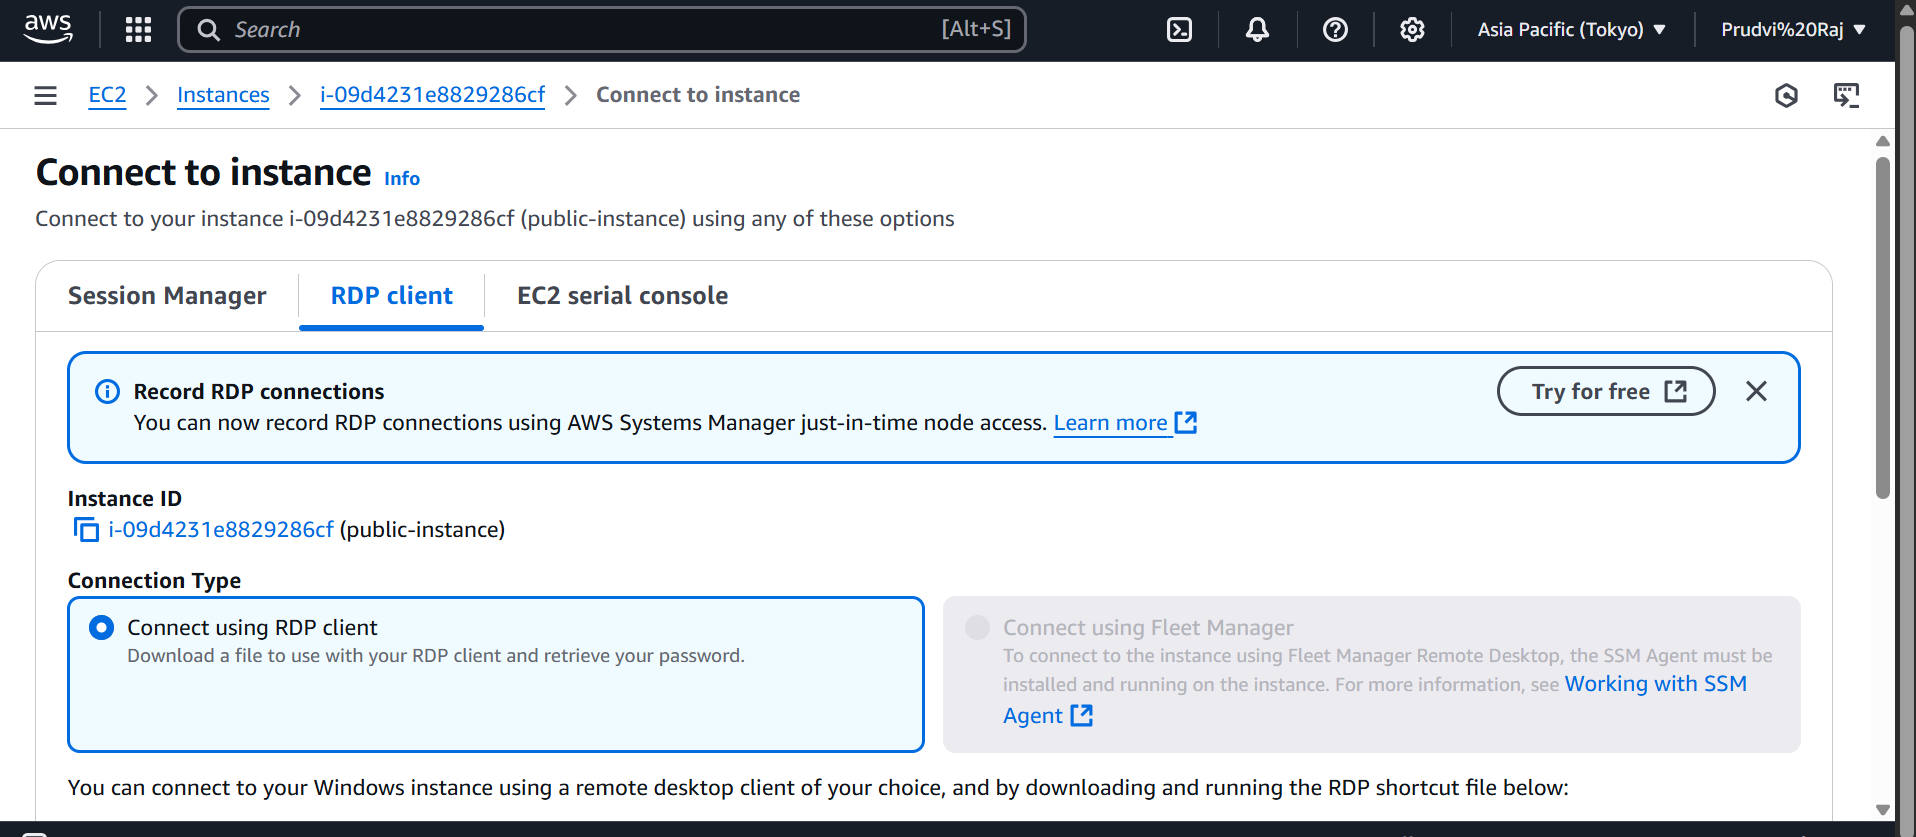 aws
Search [Alt+S]
Asia Pacific (Tokyo)
Prudvi%20Raj
EC2
Instances
i-09d4231e8829286cf
Connect to instance
Connect to instance Info
Connect to your instance i-09d4231e8829286cf (public-instance) using any of these options
Session Manager
RDP client
EC2 serial console
Record RDP connections
You can now record RDP connections using AWS Systems Manager just-in-time node access. Learn more
Try for free
Instance ID
i-09d4231e8829286cf (public-instance)
Connection Type
Connect using RDP client
Download a file to use with your RDP client and retrieve your password.
Connect using Fleet Manager
To connect to the instance using Fleet Manager Remote Desktop, the SSM Agent must be
installed and running on the instance. For more information, see Working with SSM
Agent
You can connect to your Windows instance using a remote desktop client of your choice, and by downloading and running the RDP shortcut file below: